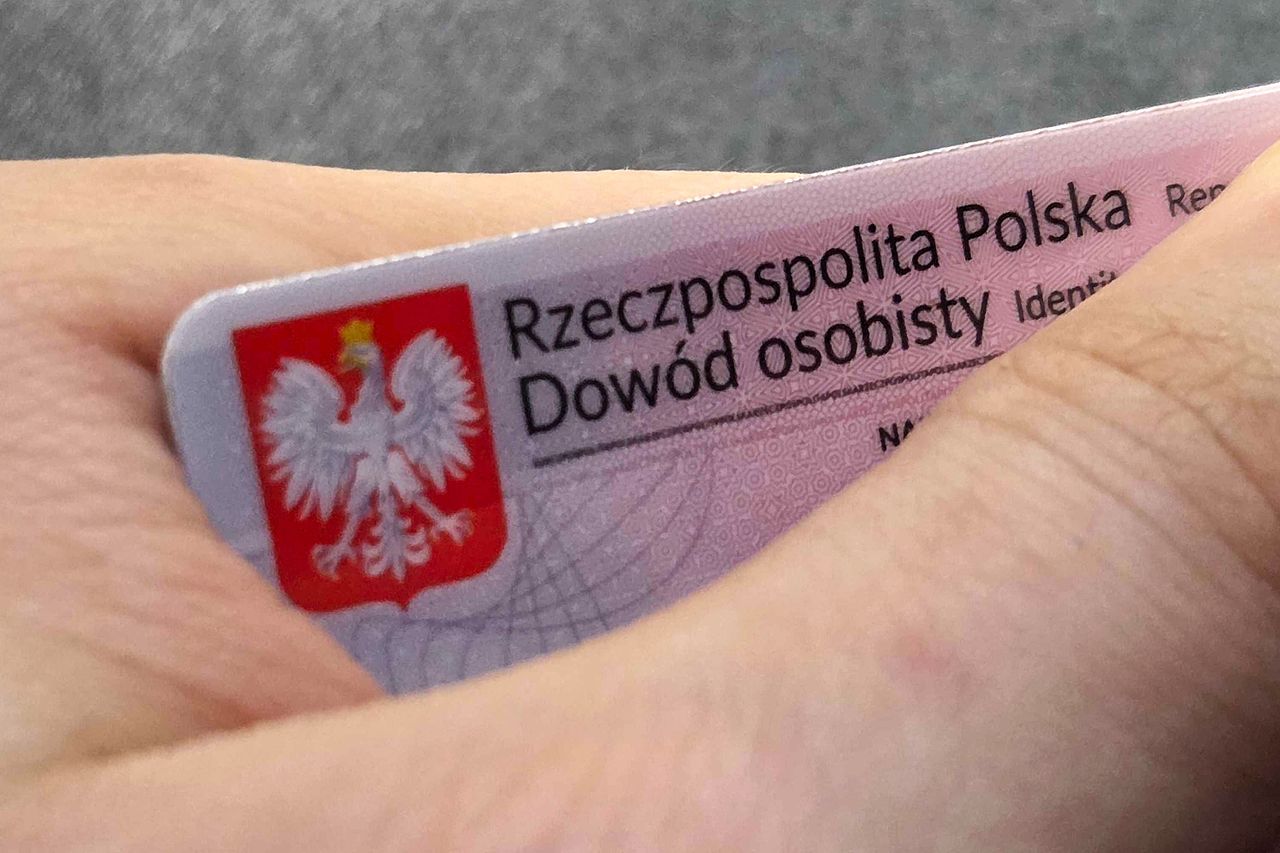 Rzeczpospolita Polska
Dowód osobisty